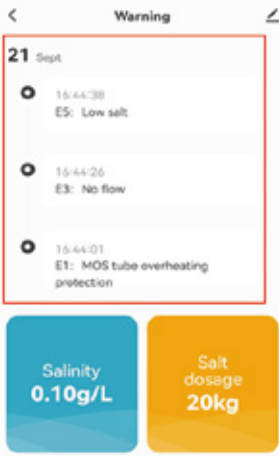 Warning
21 Sept
16:44:38
E5: Low salt
16:44:26
E3: No flow
16:44:01
E1: MOS tube overheating
protection
Salinity
0.10g/L
Salt
dosage
20kg